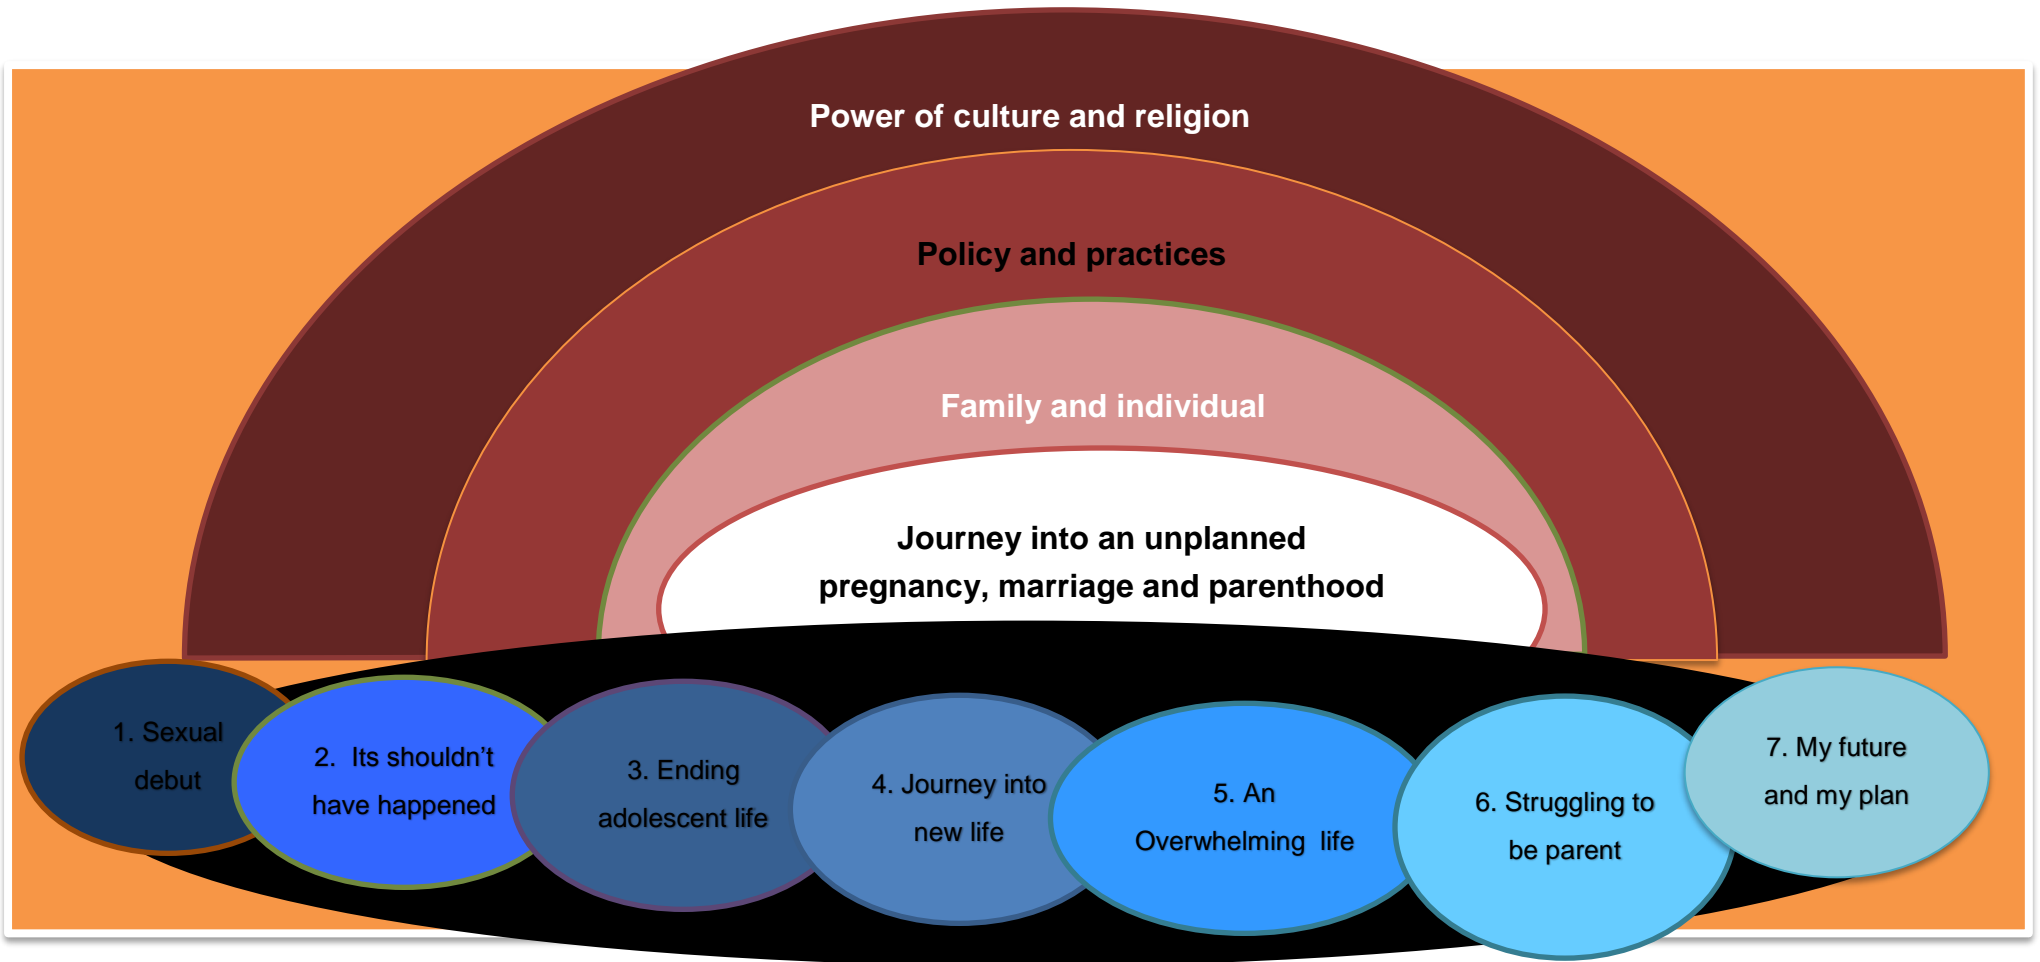 Power of culture and religion
Policy and practices
Family and individual
Journey into an unplanned
pregnancy, marriage and parenthood
1. Sexual
debut
2.  Its shouldn’t
have happened
3. Ending
adolescent life
4. Journey into
new life
5. An
Overwhelming  life
6. Struggling to
be parent
7. My future
and my plan